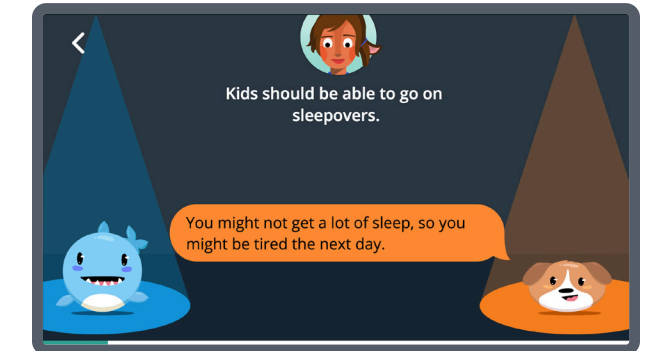 Kids should be able to go on
sleepovers.
You might not get a lot of sleep, so you
might be tired the next day.